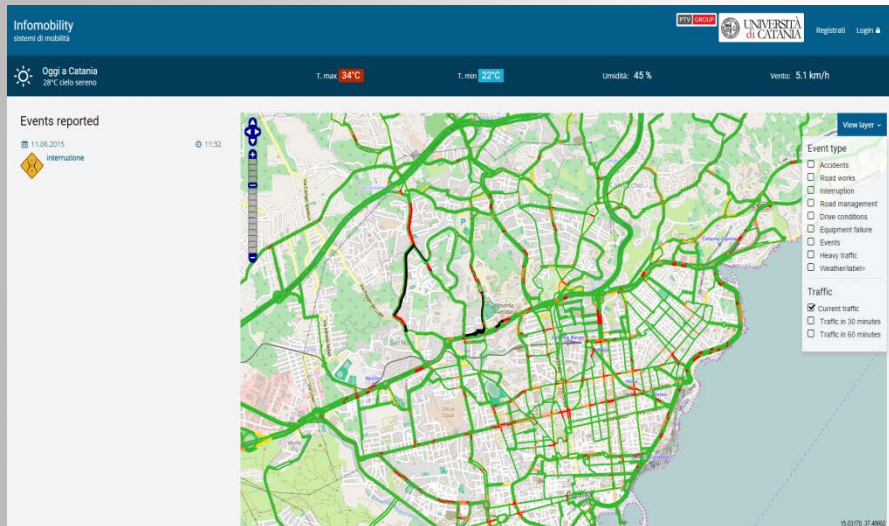 Infomobility
sistemi di mobilità
PTV GROUP
UNIVERSITÀ
di CATANIA
Registrati
Login
Oggi a Catania
28°C cielo sereno
T. max 34°C
T. min 22°C
Umidità: 45 %
Vento: 5.1 km/h
Events reported
11.06.2015
11:32
interruzione
View layer
Event type
Accidents
Road works
Interruption
Road management
Drive conditions
Equipment failure
Events
Heavy traffic
Weather/label>
Traffic
Current traffic
Traffic in 30 minutes
Traffic in 60 minutes
P